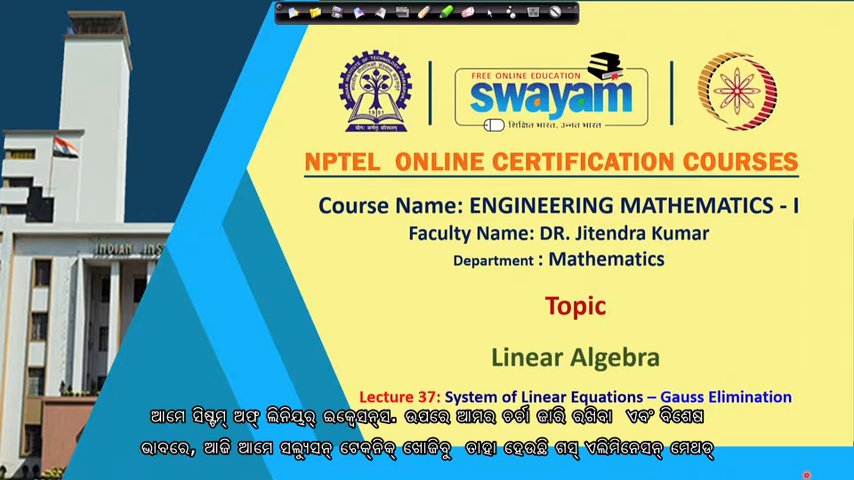 FREE ONLINE EDUCATION
swayam
शिक्षित भारत, उन्नत भारत
NPTEL ONLINE CERTIFICATION COURSES
Course Name: ENGINEERING MATHEMATICS - I
Faculty Name: DR. Jitendra Kumar
Department : Mathematics
Topic
Linear Algebra
Lecture 37: System of Linear Equations – Gauss Elimination
ଆମେ ସିଷ୍ଟମ୍ ଅଫ୍ ଲିନିୟର୍ ଇକ୍ୱେସନ୍ସ. ଉପରେ ଆମର ଚର୍ଚା ଜାରି ରଖିବା ଏବଂ ବିଶେଷ
ଭାବରେ, ଆଜି ଆମେ ସଲ୍ୟୁସନ୍ ଟେକ୍ନିକ୍ ଖୋଜିବୁ ତାହା ହେଉଛି ଗସ୍ ଏଲିମିନେସନ୍ ମେଥଡ୍